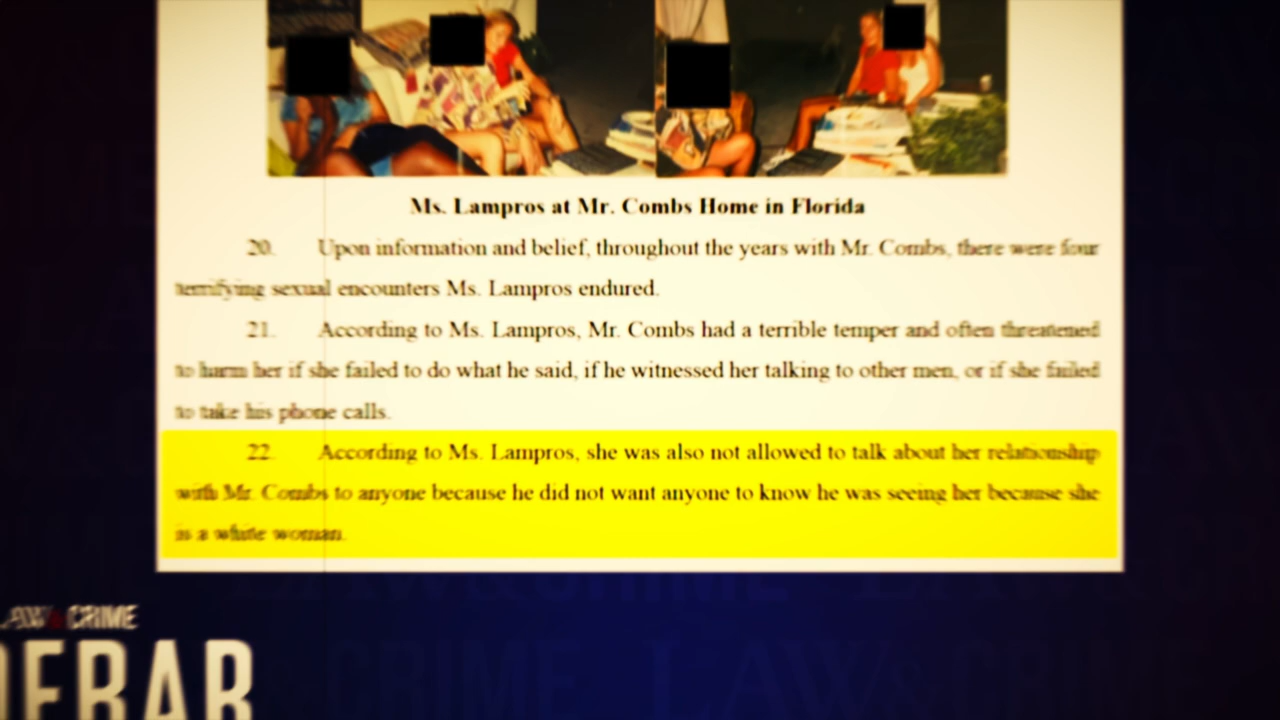 Ms. Lampros at Mr. Combs Home in Florida
20. Upon information and belief, throughout the years with Mr. Combs, there were four
terrifying sexual encounters Ms. Lampros endured.
21. According to Ms. Lampros, Mr. Combs had a terrible temper and often threatened
to harm her if she failed to do what he said, if he witnessed her talking to other men, or if she failed
to take his phone calls.
22. According to Ms. Lampros, she was also not allowed to talk about her relationship
with Mr. Combs to anyone because he did not want anyone to know he was seeing her because she
is a white woman.
LAW & CRIME
DEBAR
CRIME LAW & CRIME